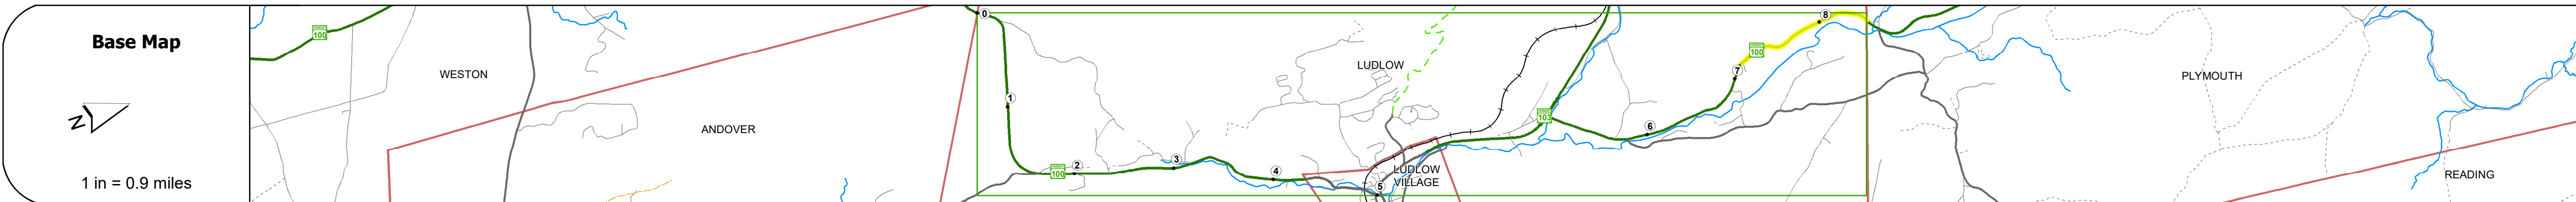 Base Map
N
1 in = 0.9 miles
100
WESTON
ANDOVER
0
1
100
2
3
4
LUDLOW
LUDLOW
VILLAGE
5
103
6
7
100
8
PLYMOUTH
READING